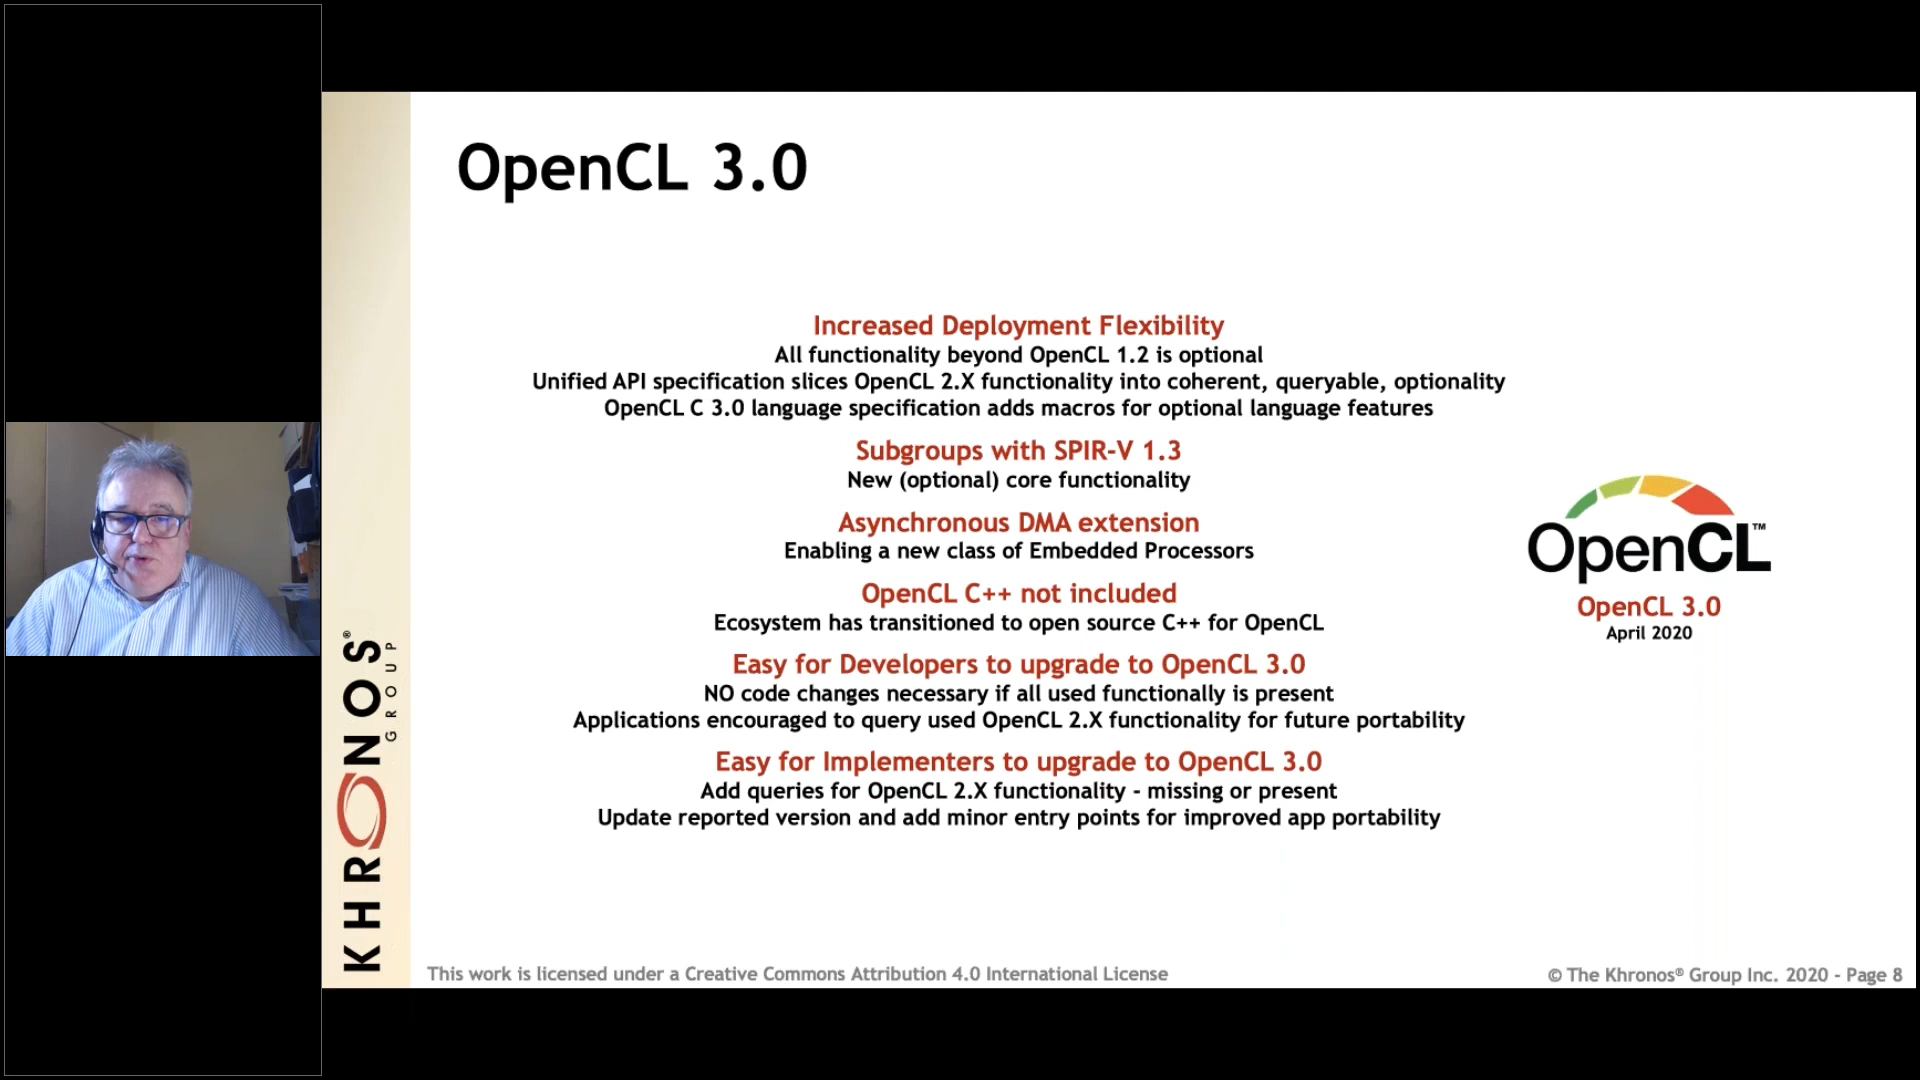 OpenCL 3.0
Increased Deployment Flexibility
All functionality beyond OpenCL 1.2 is optional
Unified API specification slices OpenCL 2.X functionality into coherent, queryable, optionality
OpenCL C 3.0 language specification adds macros for optional language features
Subgroups with SPIR-V 1.3
New (optional) core functionality
Asynchronous DMA extension
Enabling a new class of Embedded Processors
OpenCL C++ not included
Ecosystem has transitioned to open source C++ for OpenCL
Easy for Developers to upgrade to OpenCL 3.0
NO code changes necessary if all used functionally is present
Applications encouraged to query used OpenCL 2.X functionality for future portability
Easy for Implementers to upgrade to OpenCL 3.0
Add queries for OpenCL 2.X functionality - missing or present
Update reported version and add minor entry points for improved app portability
OpenCL™
OpenCL 3.0
April 2020
KHRONOS®
GROUP
This work is licensed under a Creative Commons Attribution 4.0 International License
© The Khronos® Group Inc. 2020 - Page 8